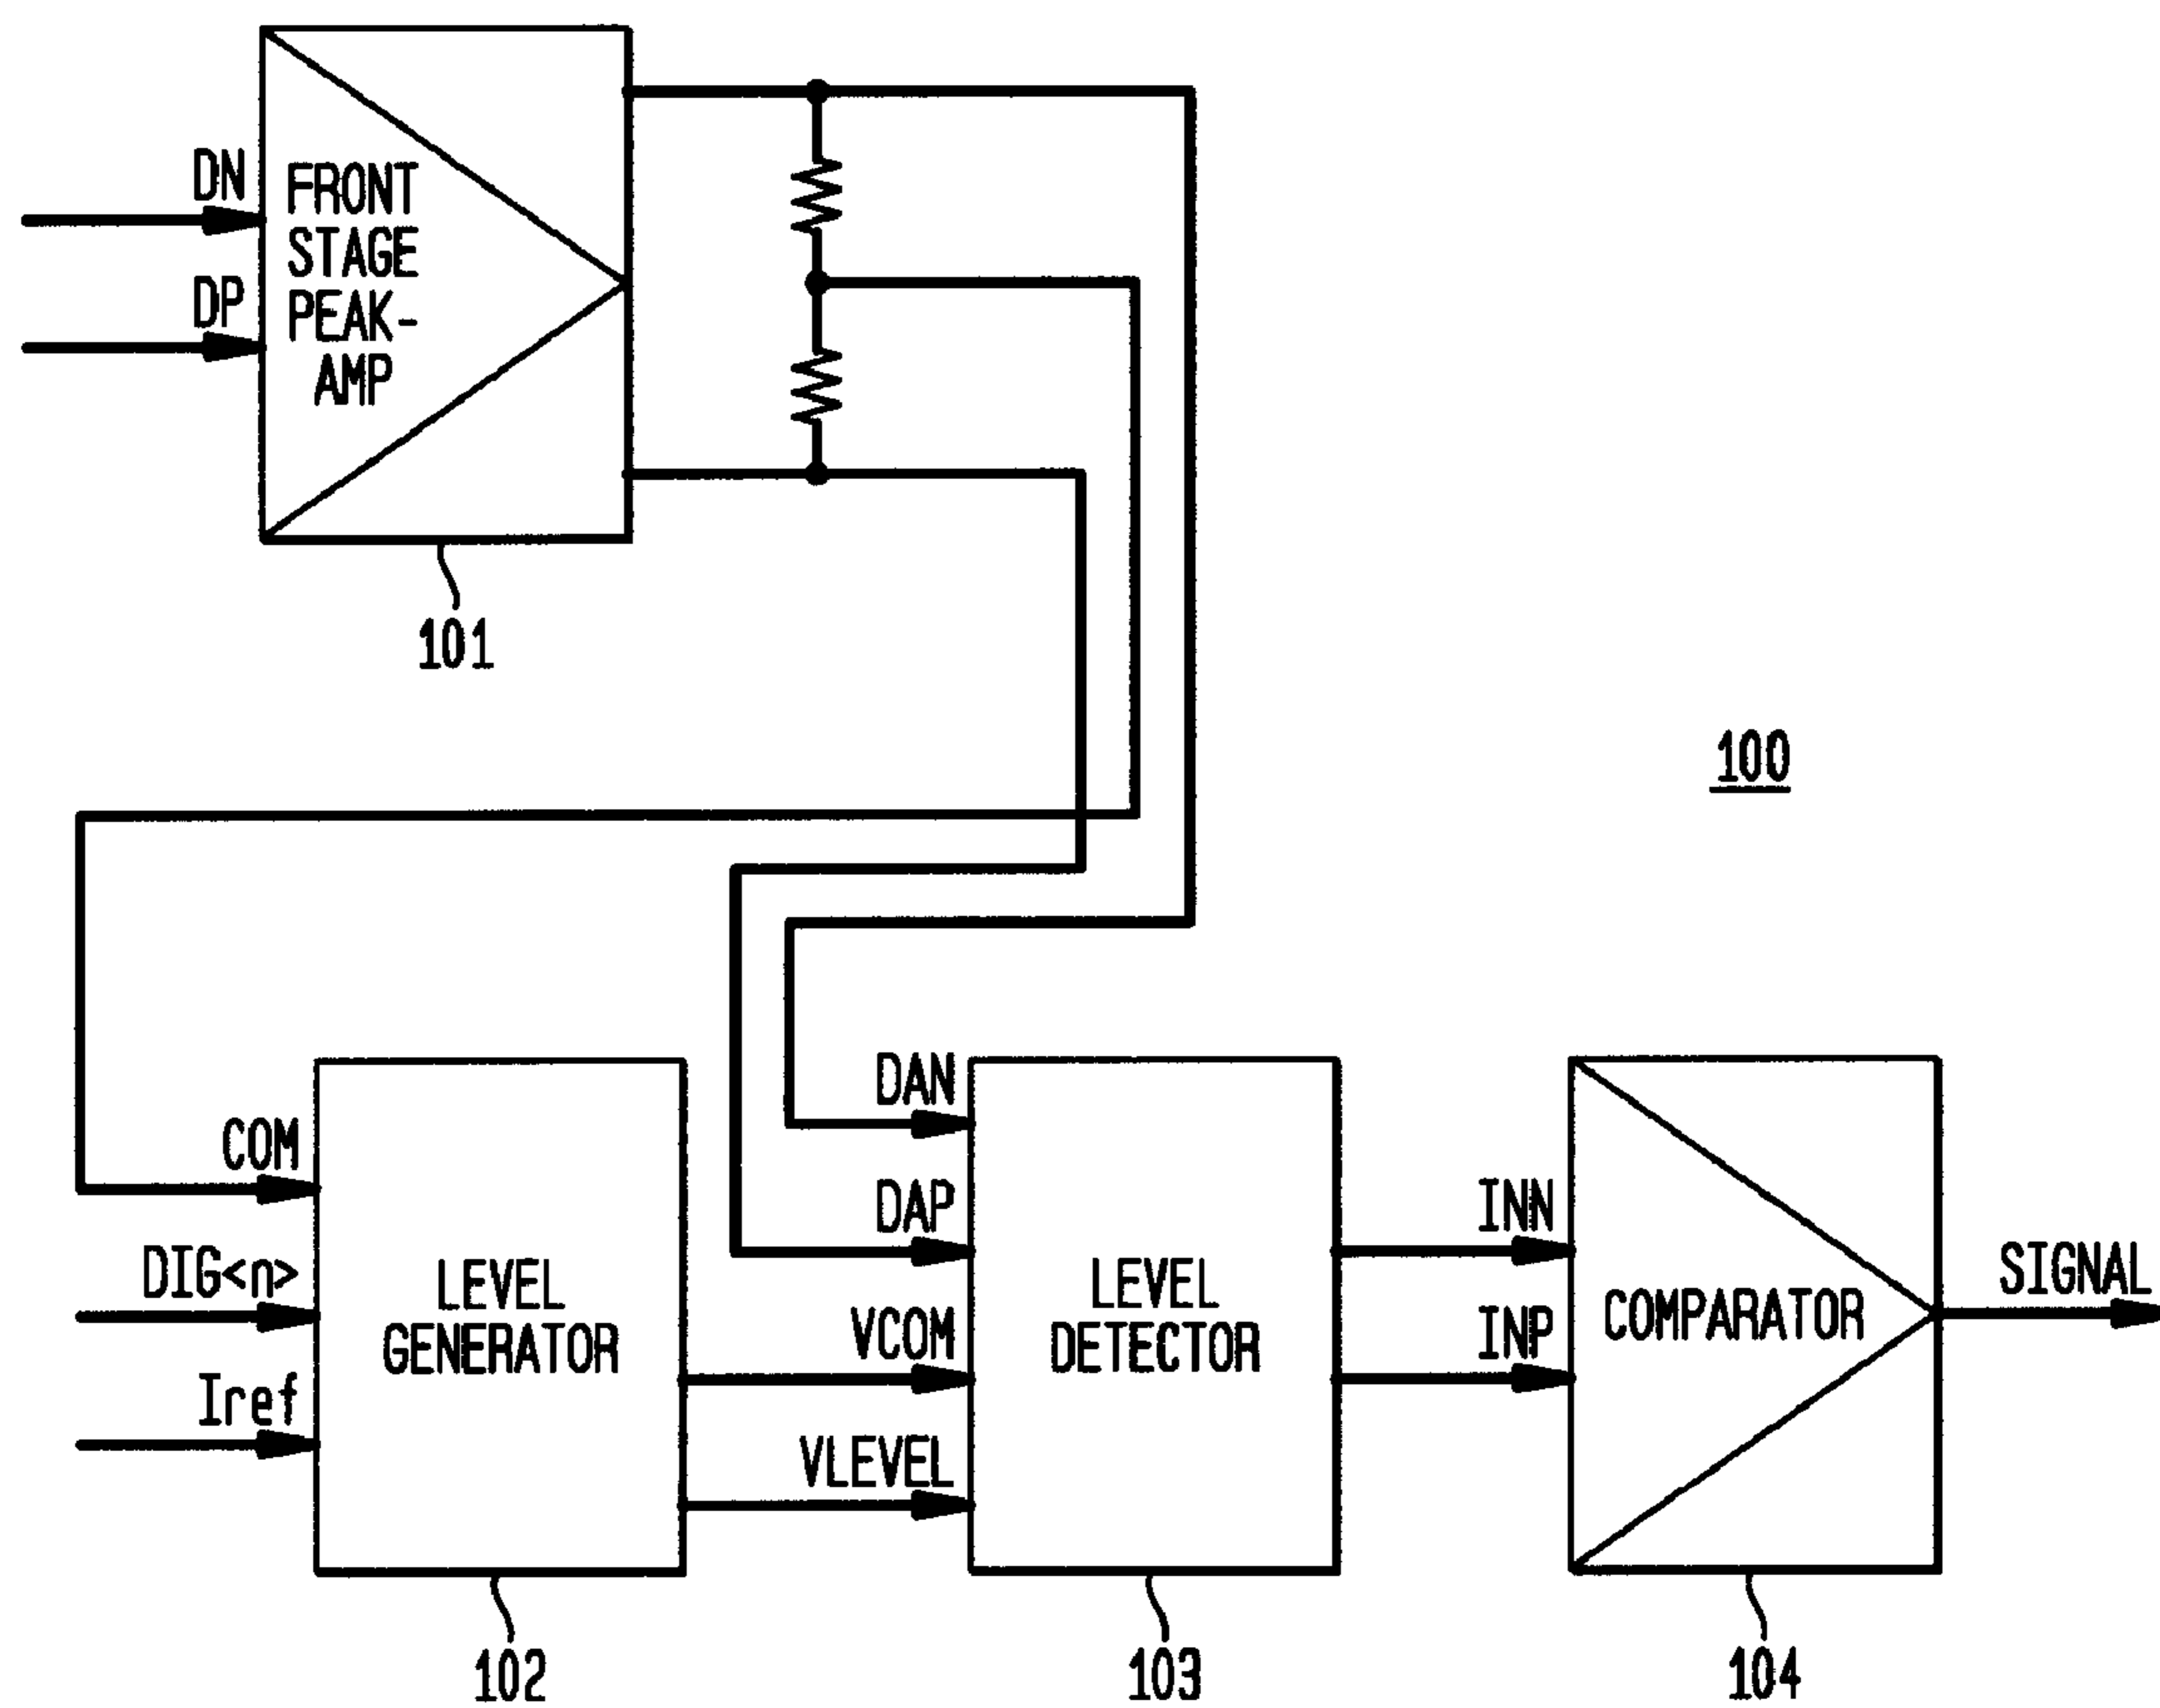 DN
DP
FRONT
STAGE
PEAK-
AMP
101
100
COM
DIG<n>
Iref
LEVEL
GENERATOR
102
DAN
DAP
VCOM
VLEVEL
LEVEL
DETECTOR
103
INN
INP
COMPARATOR
104
SIGNAL